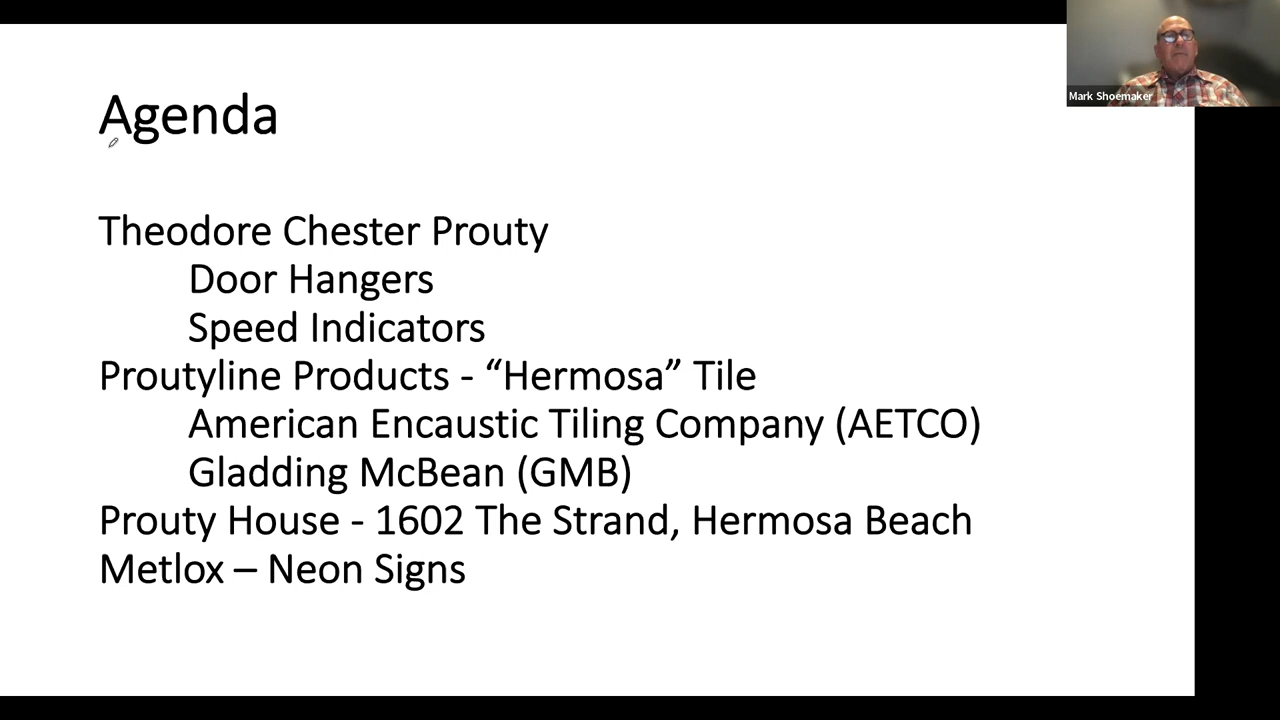 Agenda
Mark Shoemaker
Theodore Chester Prouty
Door Hangers
Speed Indicators
Proutyline Products - “Hermosa” Tile
American Encaustic Tiling Company (AETCO)
Gladding McBean (GMB)
Prouty House - 1602 The Strand, Hermosa Beach
Metlox – Neon Signs